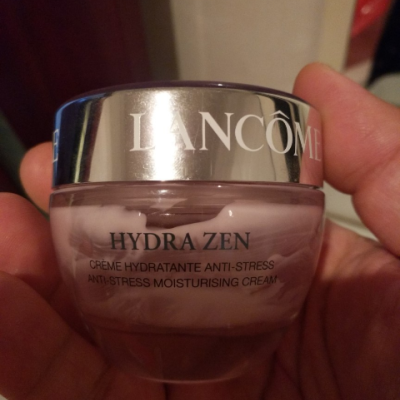 LANCÔME
HYDRA ZEN
CRÈME HYDRATANTE ANTI-STRESS
ANTI-STRESS MOISTURISING CREAM